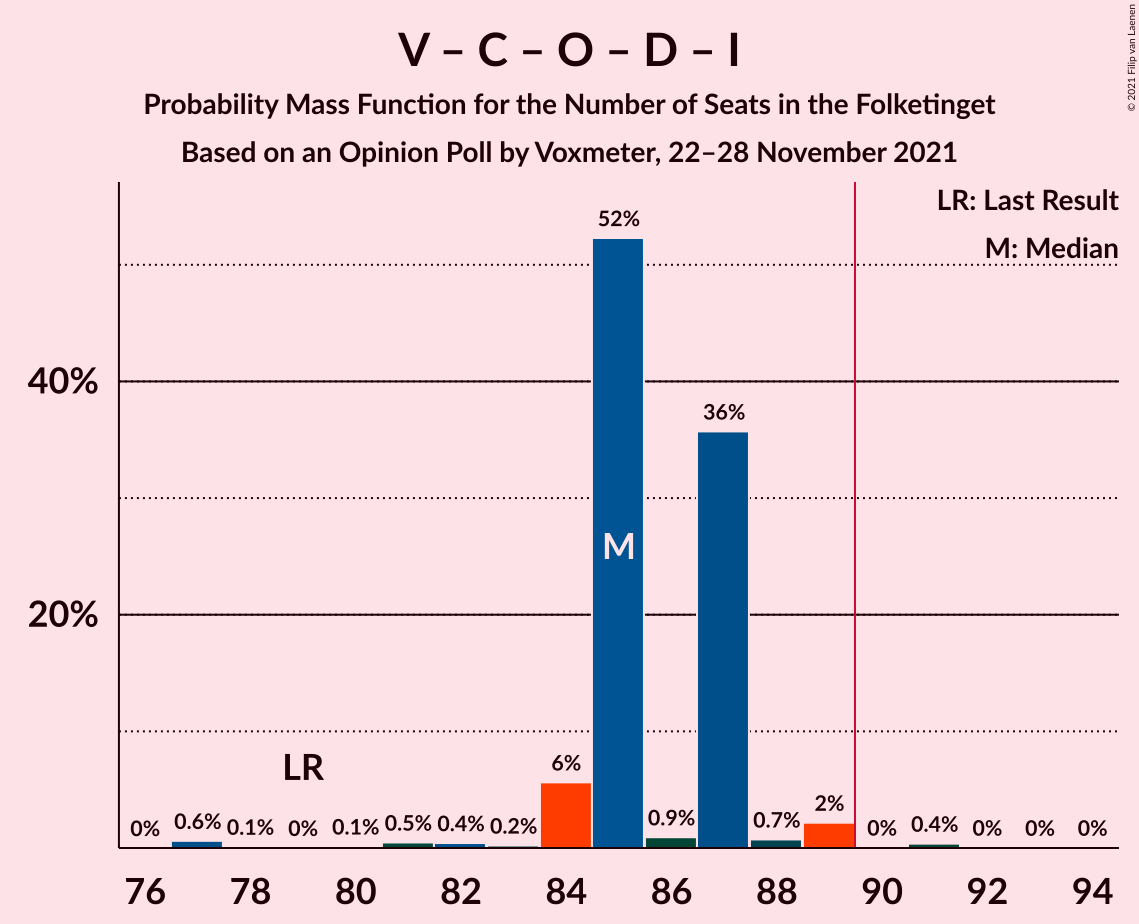 V – C – O – D – I
Probability Mass Function for the Number of Seats in the Folketinget
Based on an Opinion Poll by Voxmeter, 22–28 November 2021
© 2021 Filip van Laenen
LR: Last Result
M: Median
52%
40%
36%
M
20%
LR
6%
0% 0.6% 0.1% 0% 0.1% 0.5% 0.4% 0.2% 0.9% 0.7% 2% 0% 0.4% 0% 0% 0%
76 78 80 82 84 86 88 90 92 94